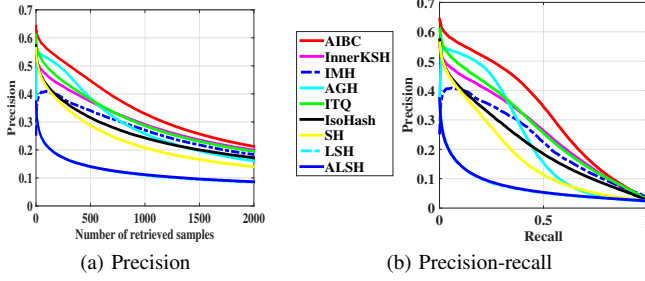 Precision
0.7
0.6
0.5
0.4
0.3
0.2
0.1
0
0 500 1000 1500 2000
Number of retrieved samples
(a) Precision
AIBC
InnerKSH
IMH
AGH
ITQ
IsoHash
SH
LSH
ALSH
Precision
0.7
0.6
0.5
0.4
0.3
0.2
0.1
0
0 0.5
Recall
(b) Precision-recall